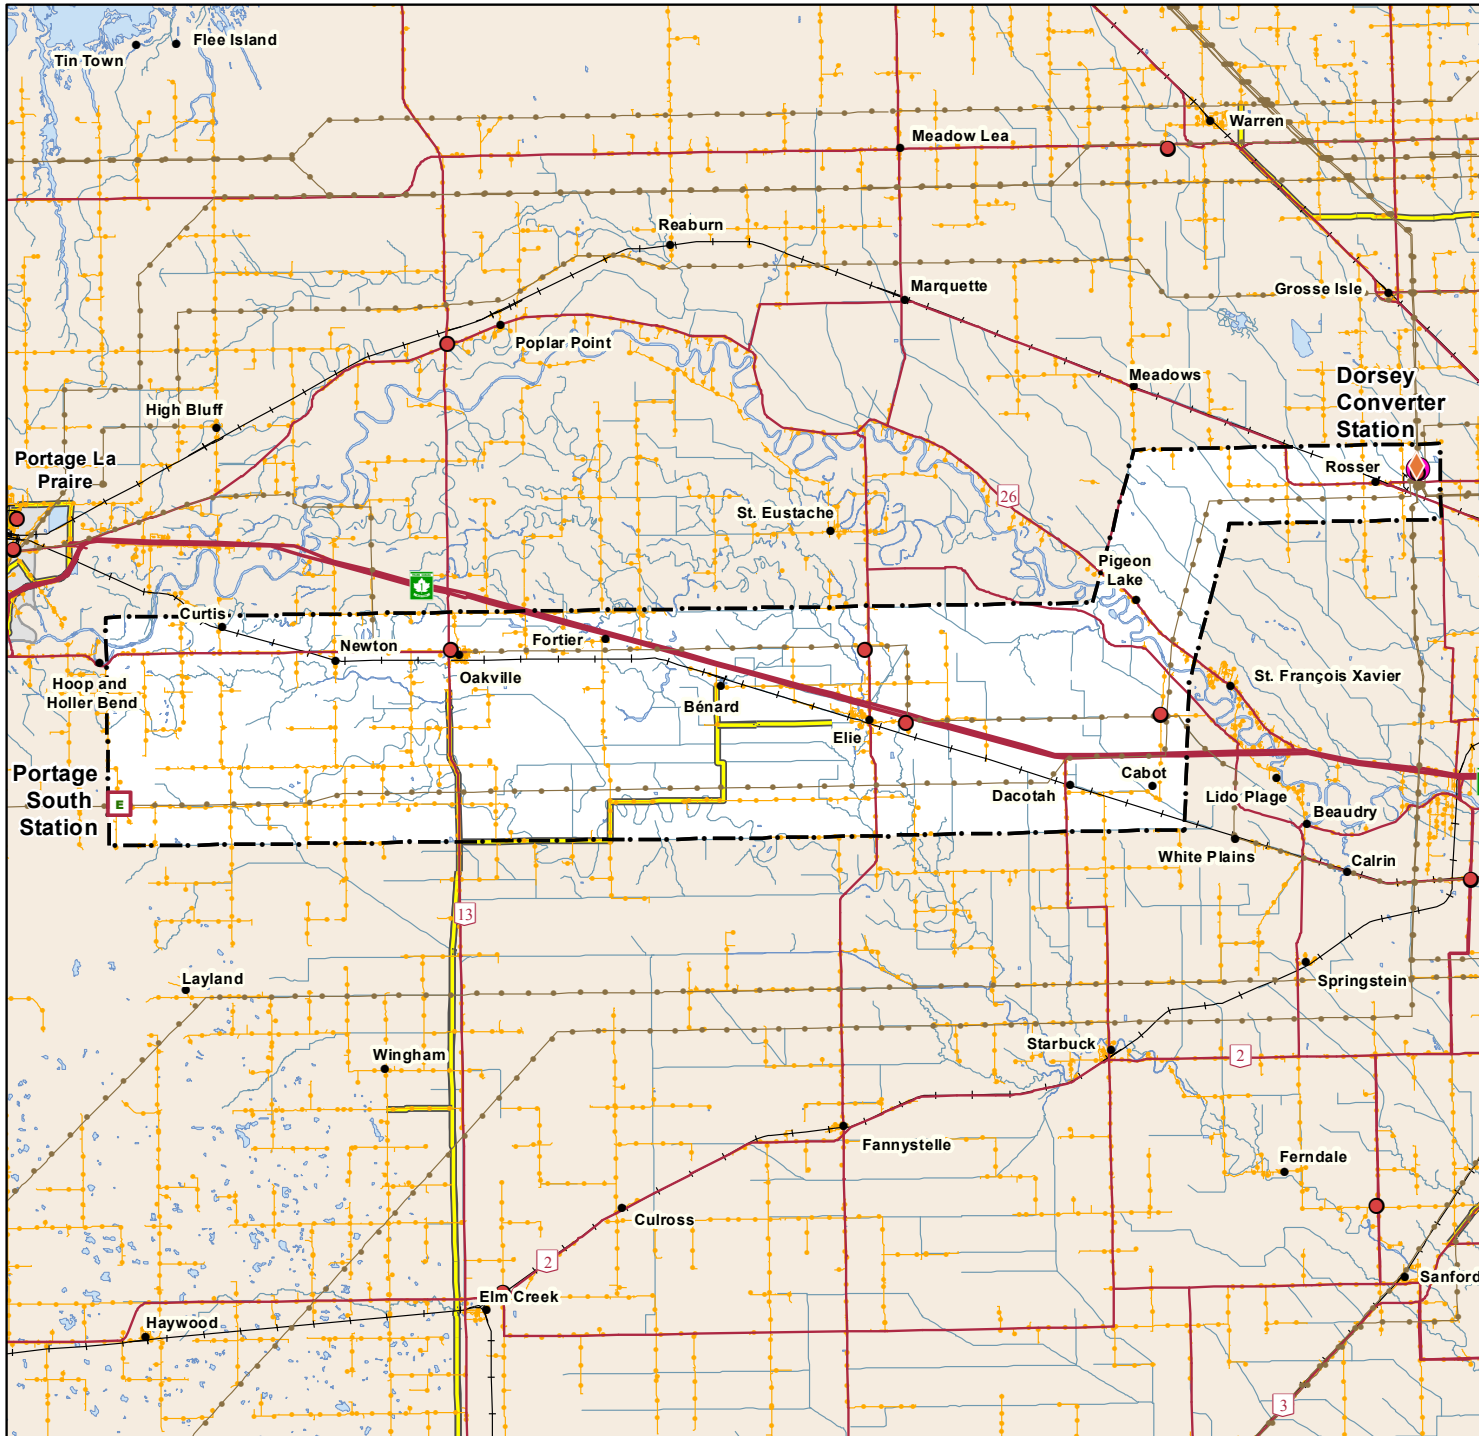 Flee Island
Tin Town
Warren
Meadow Lea
Reaburn
Marquette
Grosse Isle
Poplar Point
Meadows
Dorsey
Converter
Station
High Bluff
Portage La
Praire
Rosser
26
St. Eustache
Pigeon
Lake
1
Curtis
Newton
Fortier
Oakville
Hoop and
Holler Bend
St. François Xavier
Bénard
Elie
Portage
South
Station
E
Cabot
Dacotah
Lido Plage
Beaudry
White Plains
Calrin
13
Layland
Springstein
Wingham
Starbuck
2
Fannystelle
Ferndale
Culross
2
Sanford
Elm Creek
Haywood
3